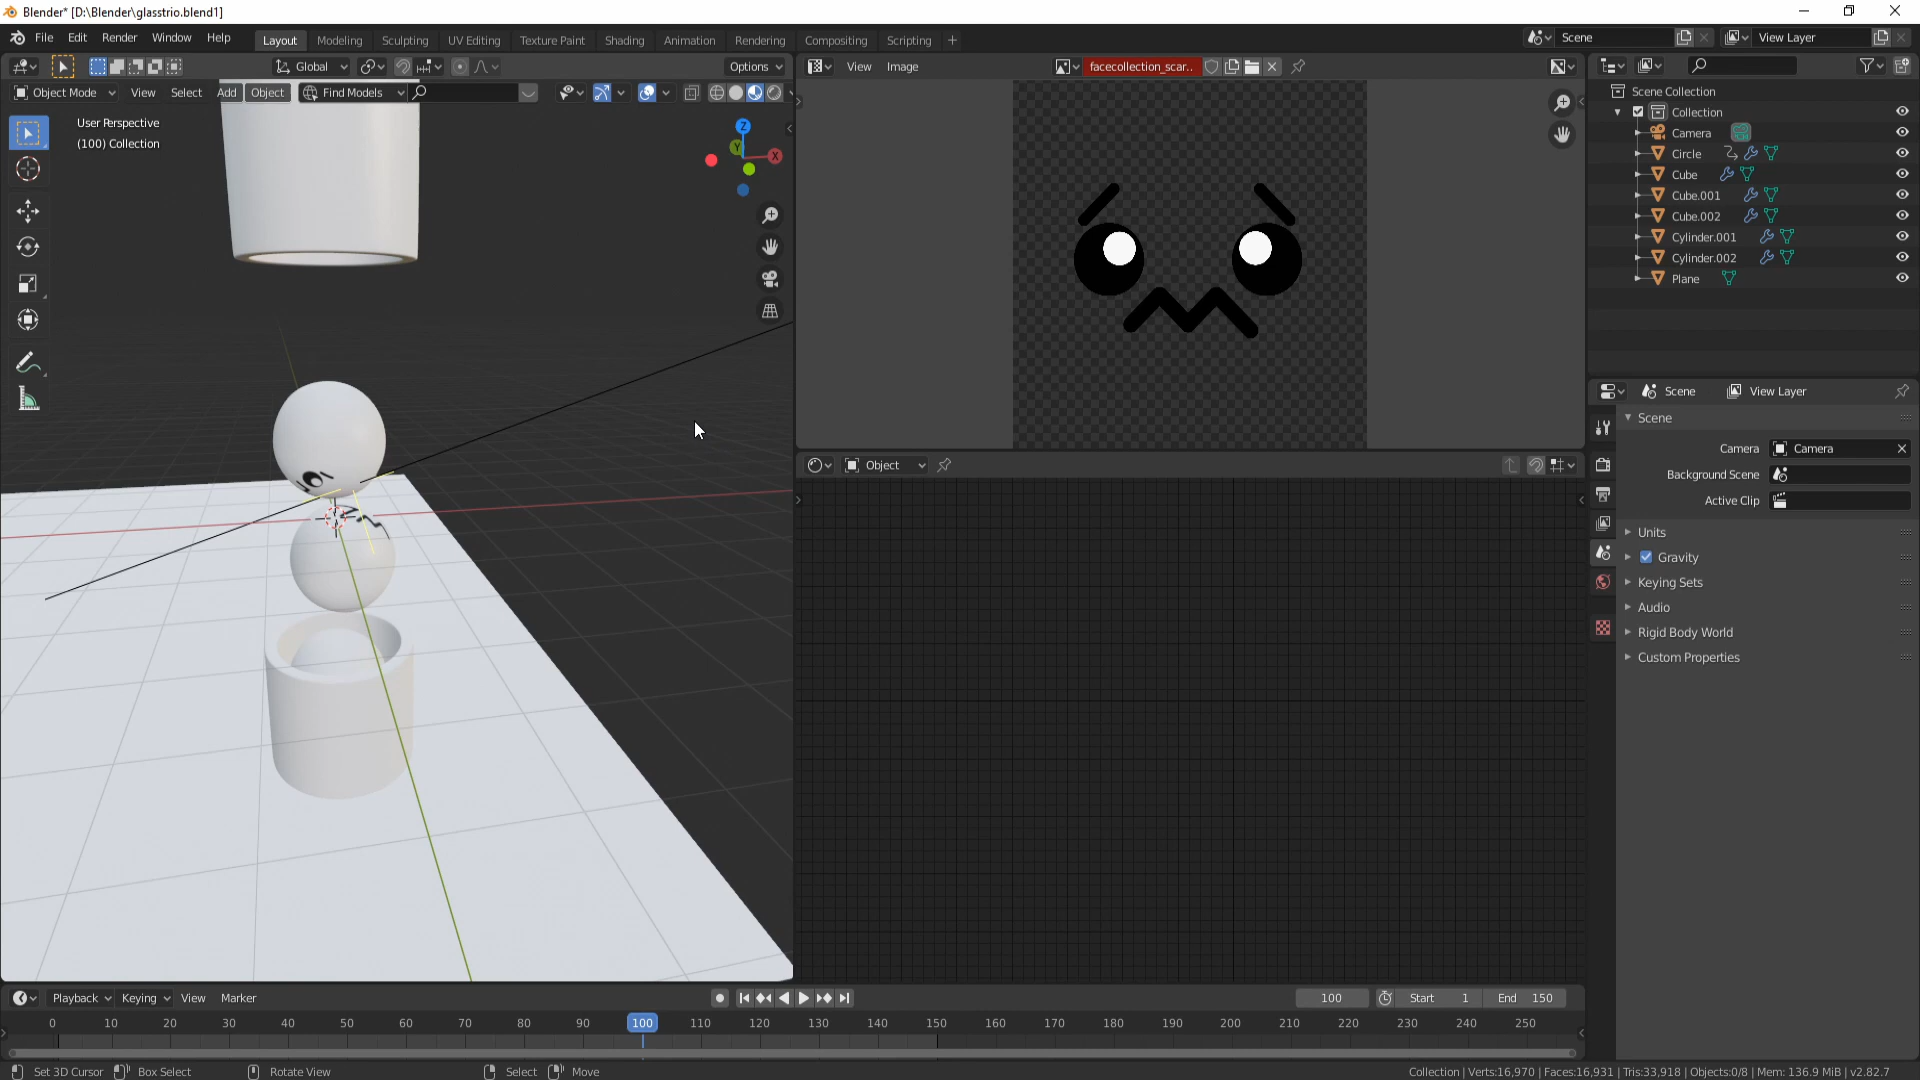 Blender* [D:\Blender\glasstrio.blend1]
File Edit Render Window Help
Layout Modeling Sculpting UV Editing Texture Paint Shading Animation Rendering Compositing Scripting +
Scene View Layer
Global Options
View Image facecollection_scar..
Object Mode View Select Add Object Find Models
User Perspective
(100) Collection
Z
Y
X
Scene Collection
Collection
Camera
Circle
Cube
Cube.001
Cube.002
Cylinder.001
Cylinder.002
Plane
Scene View Layer
Scene
Camera Camera
Background Scene
Active Clip
Units
Gravity
Keying Sets
Audio
Rigid Body World
Custom Properties
Object
Playback Keying View Marker
100 Start 1 End 150
0 10 20 30 40 50 60 70 80 90 100 110 120 130 140 150 160 170 180 190 200 210 220 230 240 250
Set 3D Cursor Box Select Rotate View Select Move
Collection | Verts:16,970 | Faces:16,931 | Tris:33,918 | Objects:0/8 | Mem: 136.9 MiB | v2.82.7